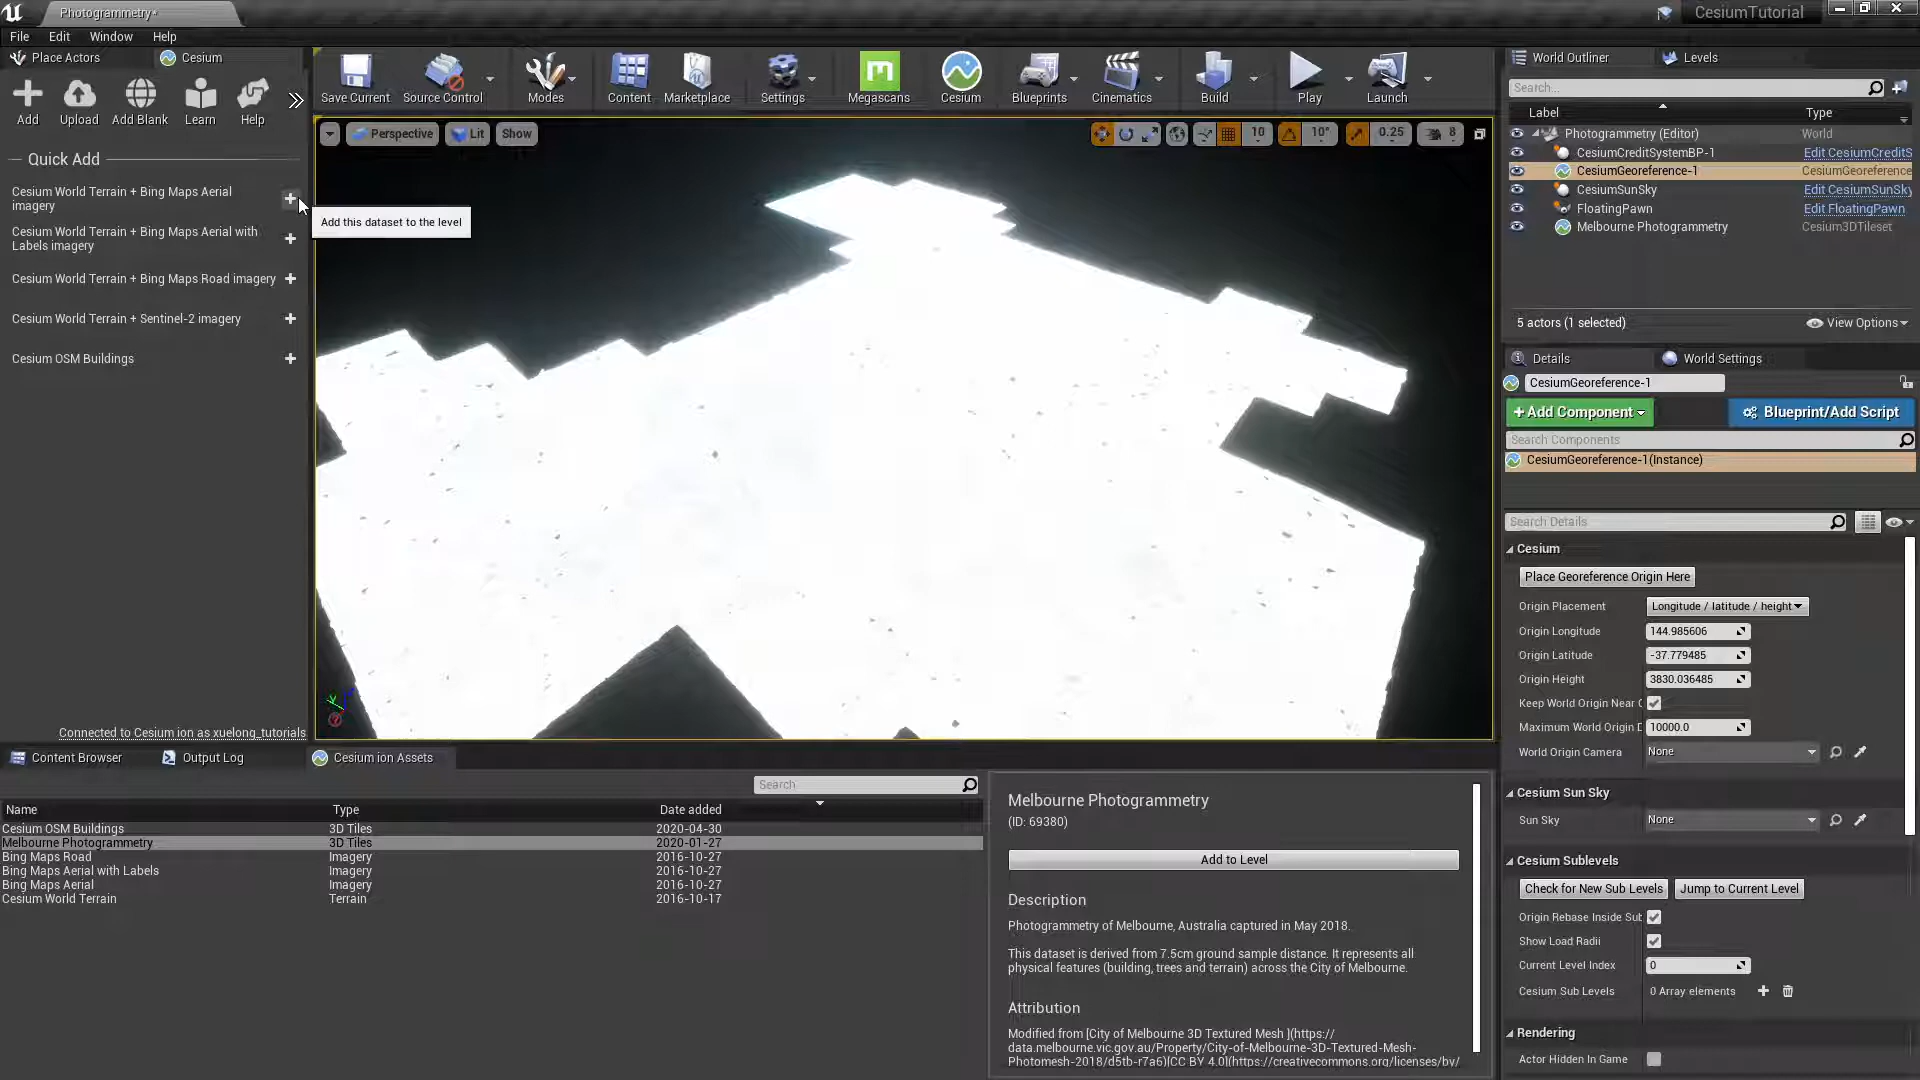 Photogrammetry*
CesiumTutorial
File
Edit
Window
Help
Place Actors
Cesium
Add
Upload
Add Blank
Learn
Help
Quick Add
Cesium World Terrain + Bing Maps Aerial
imagery
Cesium World Terrain + Bing Maps Aerial with
Labels imagery
Cesium World Terrain + Bing Maps Road imagery
Cesium World Terrain + Sentinel-2 imagery
Cesium OSM Buildings
Add this dataset to the level
Connected to Cesium ion as xuelong_tutorials
Save Current
Source Control
Modes
Content
Marketplace
Settings
Megascans
Cesium
Blueprints
Cinematics
Build
Play
Launch
Perspective
Lit
Show
10
10°
0.25
8
World Outliner
Levels
Search...
Label
Type
Photogrammetry (Editor)
World
CesiumCreditSystemBP-1
Edit CesiumCreditS
CesiumGeoreference-1
CesiumGeoreference
CesiumSunSky
Edit CesiumSunSky
FloatingPawn
Edit FloatingPawn
Melbourne Photogrammetry
Cesium3DTileset
5 actors (1 selected)
View Options
Details
World Settings
CesiumGeoreference-1
+Add Component
Blueprint/Add Script
Search Components
CesiumGeoreference-1(Instance)
Search Details
Cesium
Place Georeference Origin Here
Origin Placement
Longitude / latitude / height
Origin Longitude
144.985606
Origin Latitude
-37.779485
Origin Height
3830.036485
Keep World Origin Near C
Maximum World Origin D
10000.0
World Origin Camera
None
Cesium Sun Sky
Sun Sky
None
Cesium Sublevels
Check for New Sub Levels
Jump to Current Level
Origin Rebase Inside Sub
Show Load Radii
Current Level Index
0
Cesium Sub Levels
0 Array elements
Rendering
Actor Hidden In Game
Content Browser
Output Log
Cesium ion Assets
Search
Name
Type
Date added
Cesium OSM Buildings
3D Tiles
2020-04-30
Melbourne Photogrammetry
3D Tiles
2020-01-27
Bing Maps Road
Imagery
2016-10-27
Bing Maps Aerial with Labels
Imagery
2016-10-27
Bing Maps Aerial
Imagery
2016-10-27
Cesium World Terrain
Terrain
2016-10-17
Melbourne Photogrammetry
(ID: 69380)
Add to Level
Description
Photogrammetry of Melbourne, Australia captured in May 2018.
This dataset is derived from 7.5cm ground sample distance. It represents all
physical features (building, trees and terrain) across the City of Melbourne.
Attribution
Modified from [City of Melbourne 3D Textured Mesh ](https://
data.melbourne.vic.gov.au/Property/City-of-Melbourne-3D-Textured-Mesh-
Photomesh-2018/d5tb-r7a6)[CC BY 4.0](https://creativecommons.org/licenses/by/